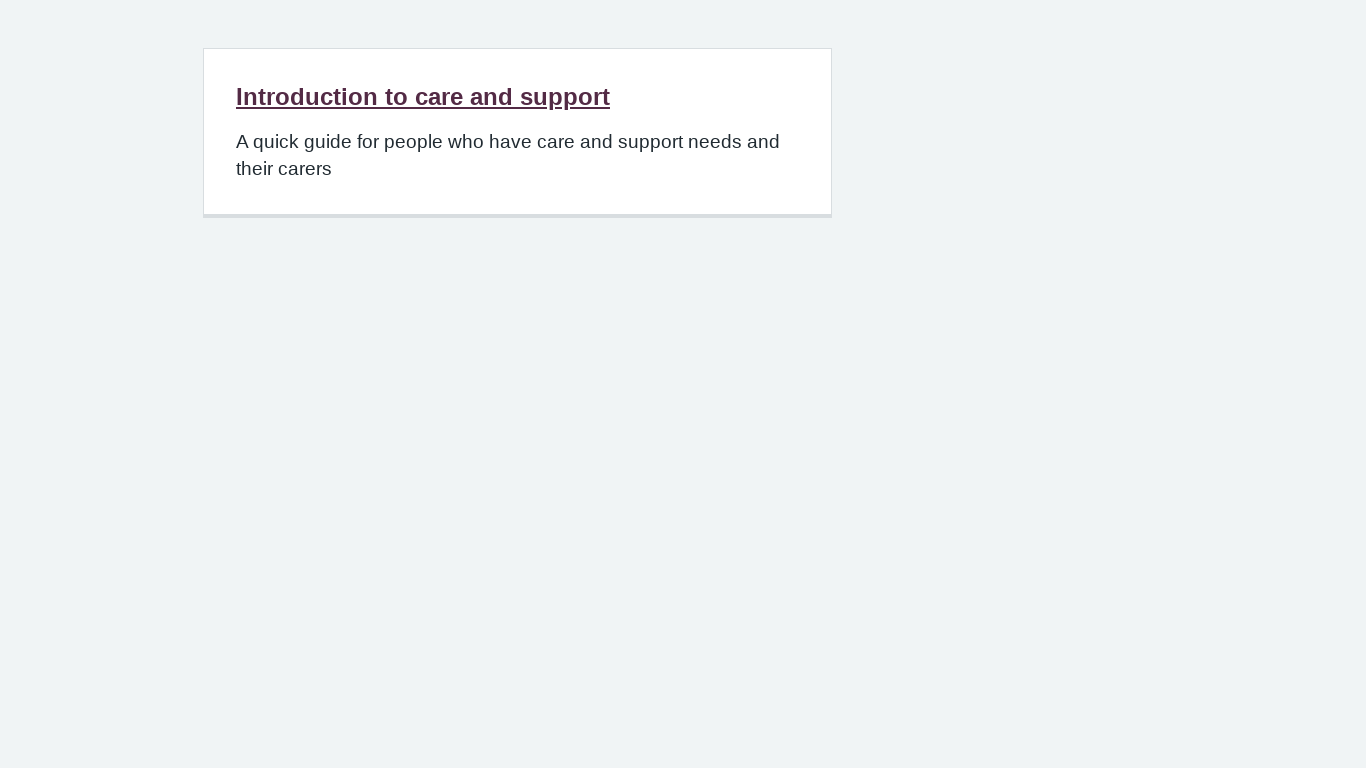 Introduction to care and support
A quick guide for people who have care and support needs and
their carers